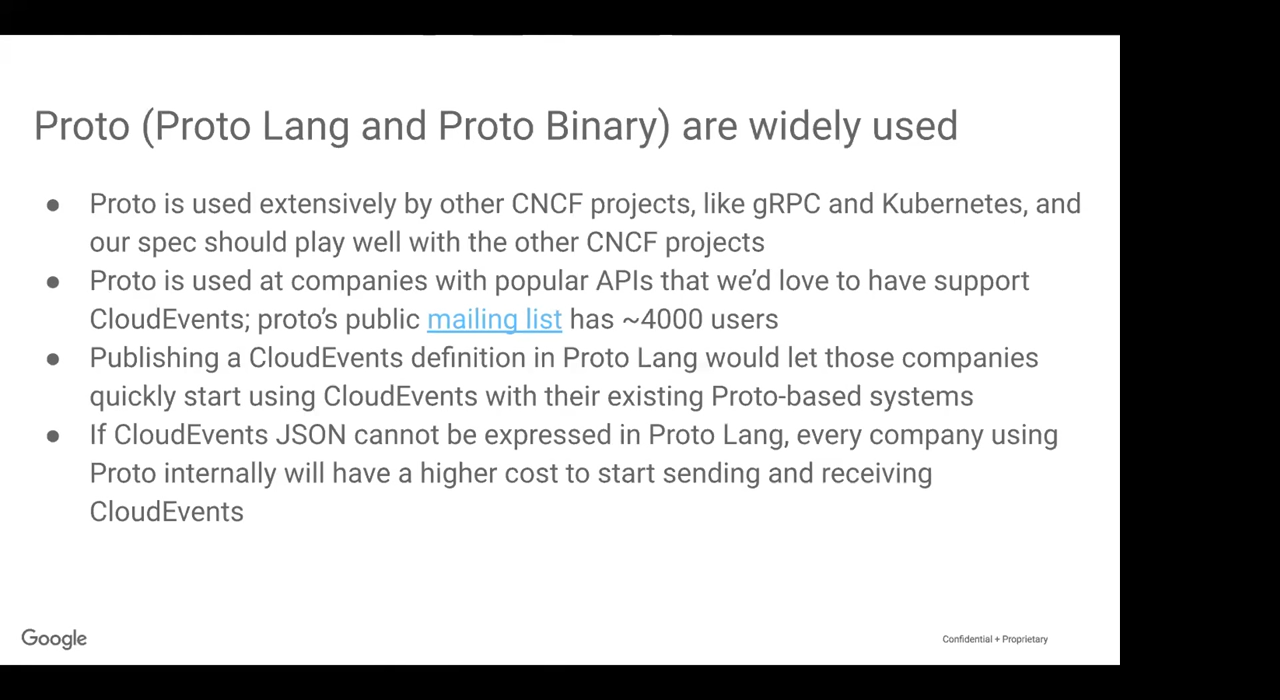 Proto (Proto Lang and Proto Binary) are widely used
● Proto is used extensively by other CNCF projects, like gRPC and Kubernetes, and
our spec should play well with the other CNCF projects
● Proto is used at companies with popular APIs that we’d love to have support
CloudEvents; proto’s public mailing list has ~4000 users
● Publishing a CloudEvents definition in Proto Lang would let those companies
quickly start using CloudEvents with their existing Proto-based systems
● If CloudEvents JSON cannot be expressed in Proto Lang, every company using
Proto internally will have a higher cost to start sending and receiving
CloudEvents
Google
Confidential + Proprietary